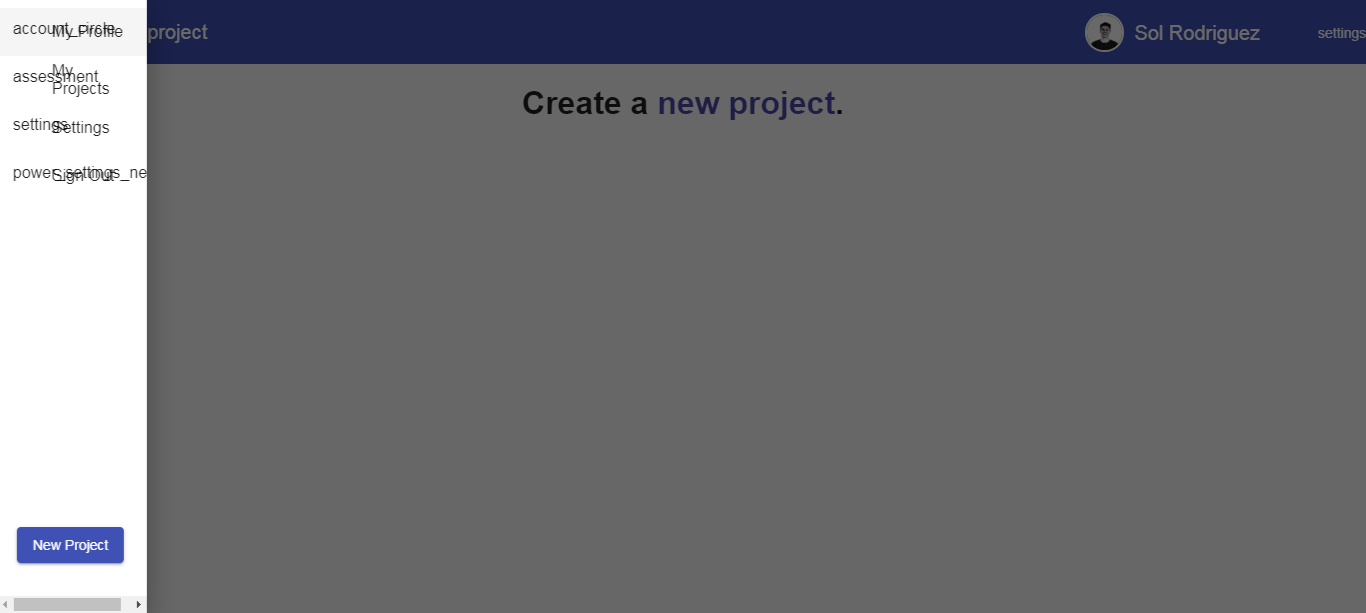 account_circle
My Profile
project
Sol Rodriguez
settings
assessment
My
Projects
Create a new project.
settings
Settings
power_settings_ne
Sign Out
New Project